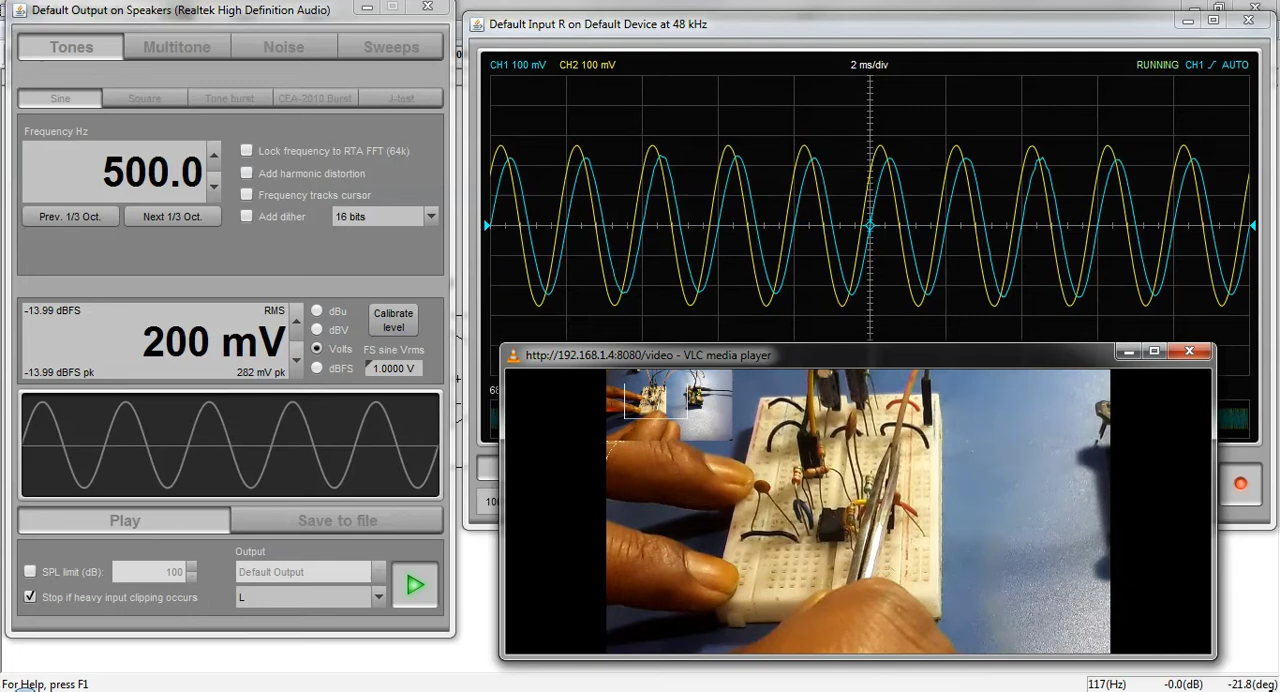 Default Output on Speakers (Realtek High Definition Audio)
Tones
Multitone
Noise
Sweeps
Sine
Square
Tone burst
CEA-2010 Burst
J-test
Frequency Hz
500.0
Prev. 1/3 Oct.
Next 1/3 Oct.
Lock frequency to RTA FFT (64k)
Add harmonic distortion
Frequency tracks cursor
Add dither
16 bits
-13.99 dBFS
RMS
200 mV
-13.99 dBFS pk
282 mV pk
dBu
dBV
Volts
dBFS
Calibrate
level
FS sine Vrms
1.0000 V
Play
Save to file
SPL limit (dB):
100
Stop if heavy input clipping occurs
Output
Default Output
L
Default Input R on Default Device at 48 kHz
CH1 100 mV
CH2 100 mV
2 ms/div
RUNNING
CH1
AUTO
http://192.168.1.4:8080/video - VLC media player
For Help, press F1
117(Hz)
-0.0(dB)
-21.8(deg)